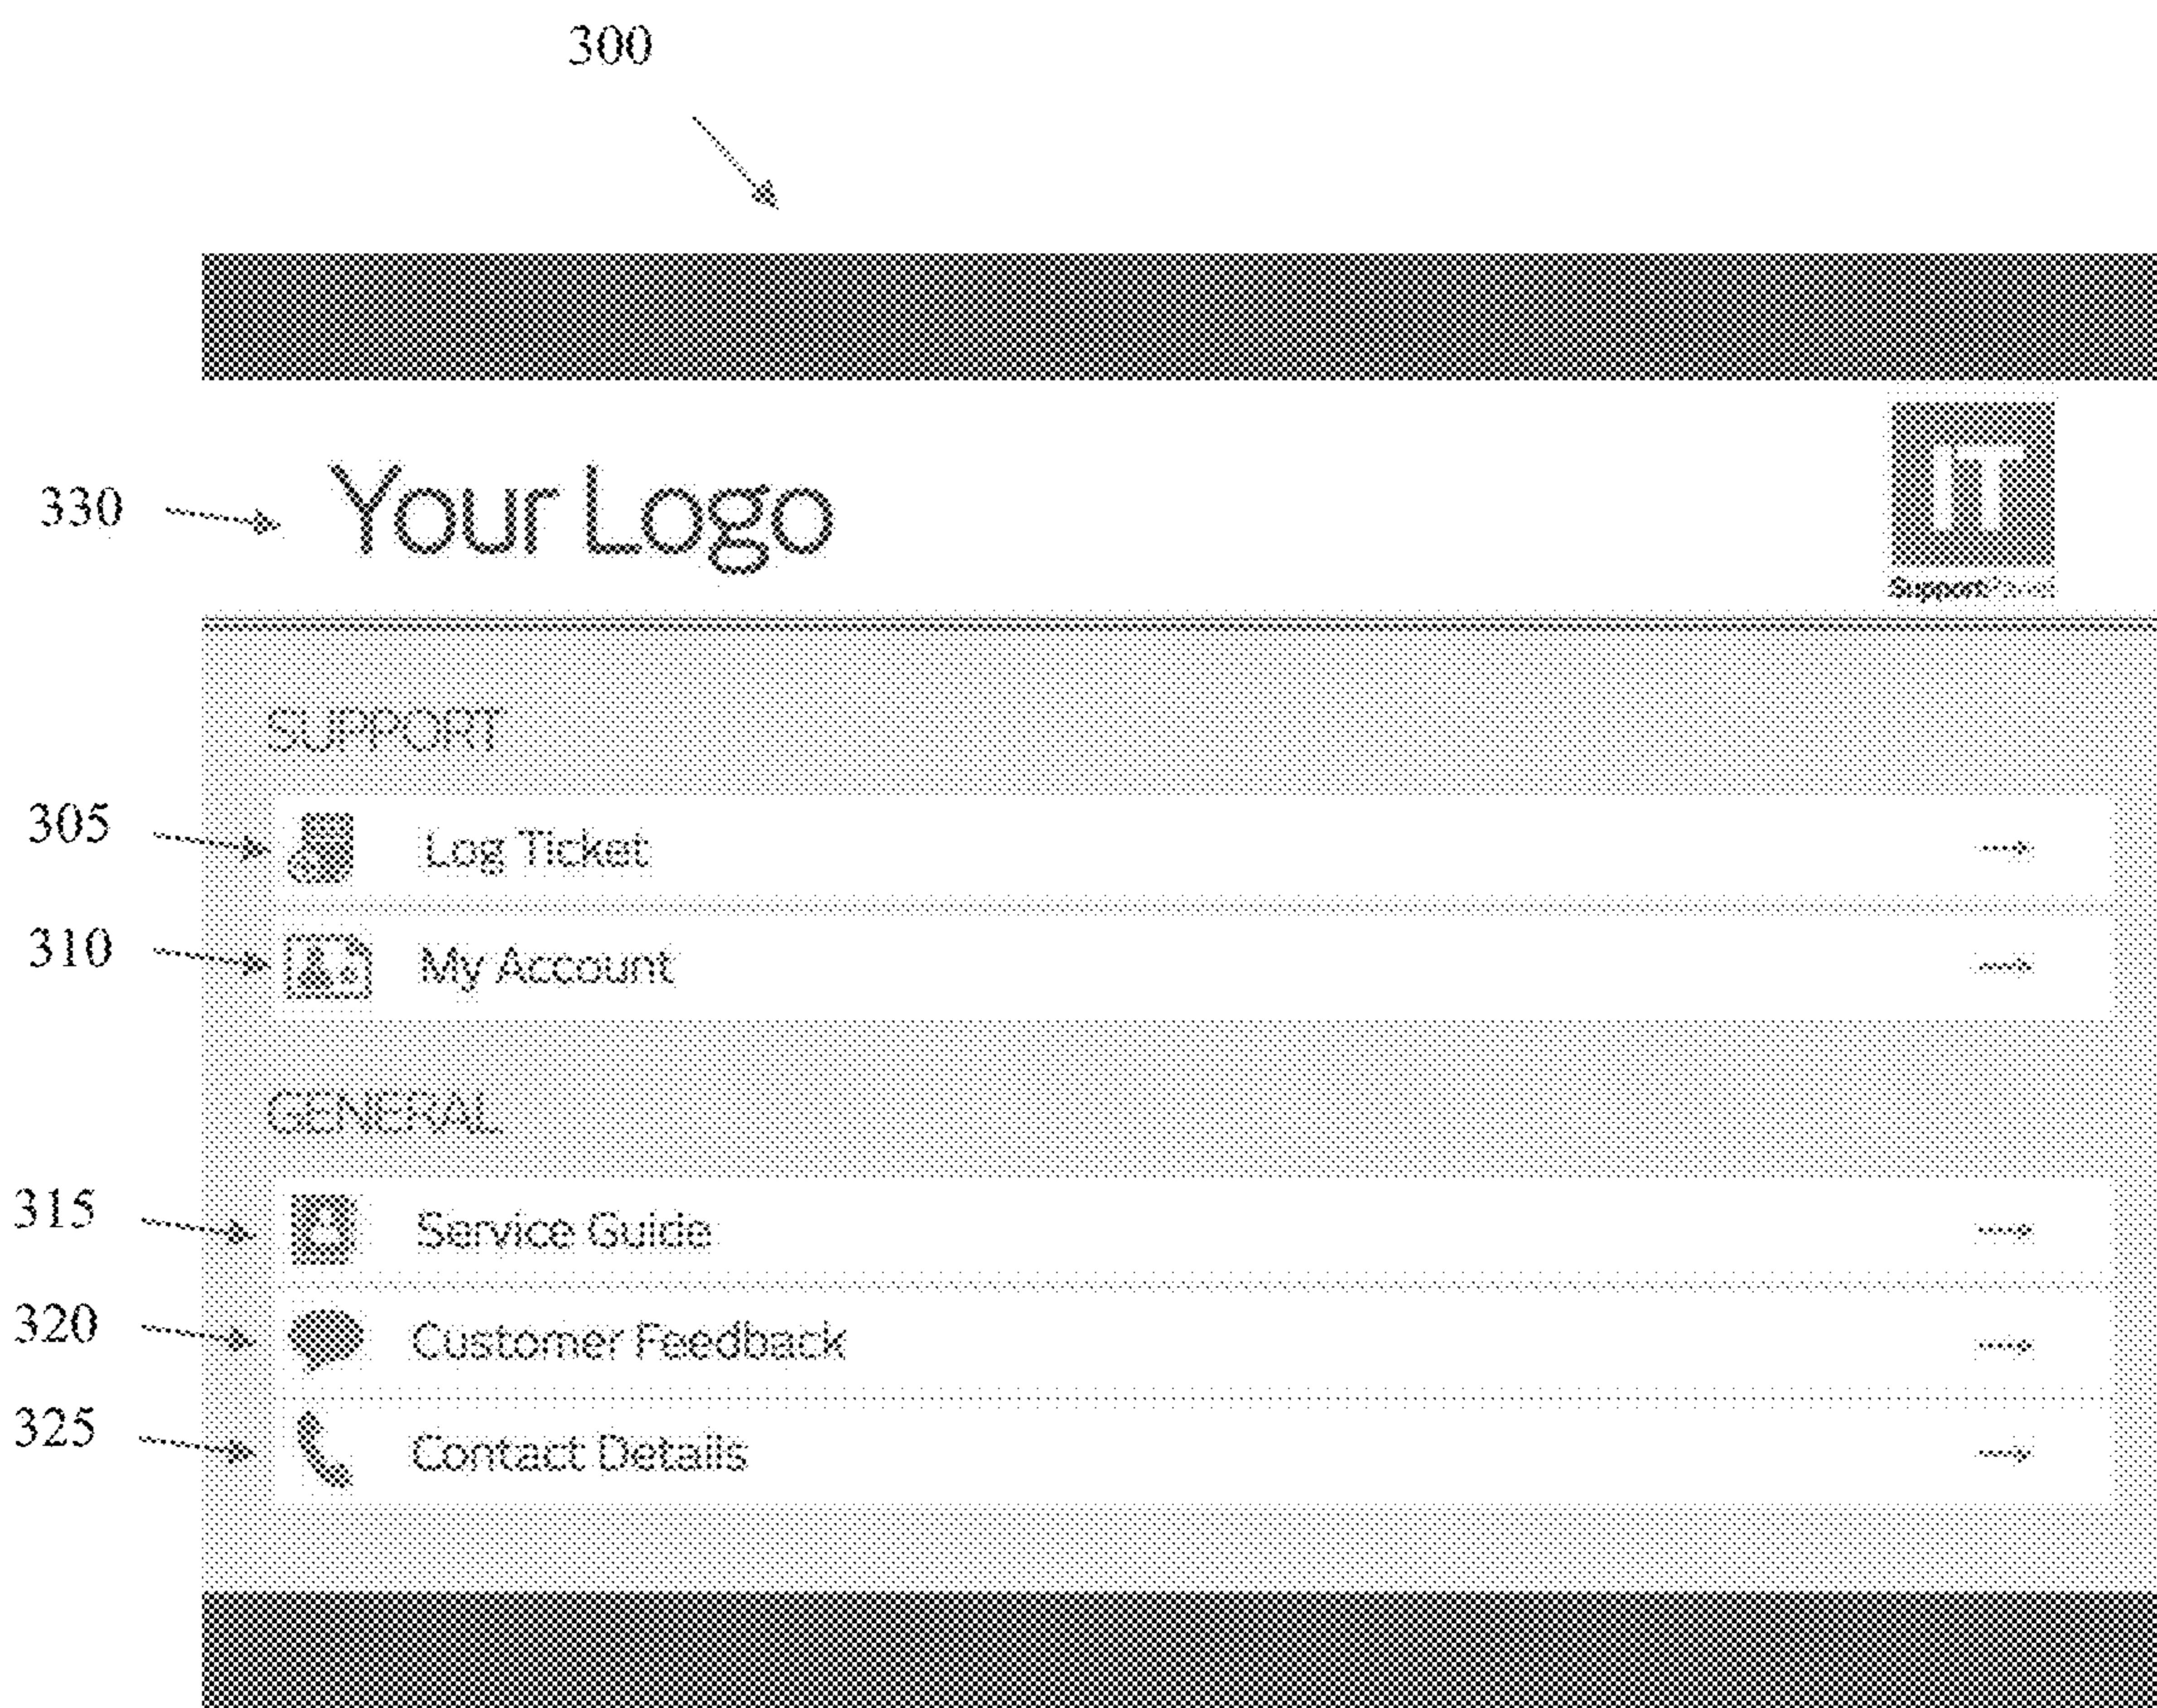 300
330 Your Logo IT
Support
SUPPORT
305 Log Ticket
310 My Account
GENERAL
315 Service Guide
320 Customer Feedback
325 Contact Details